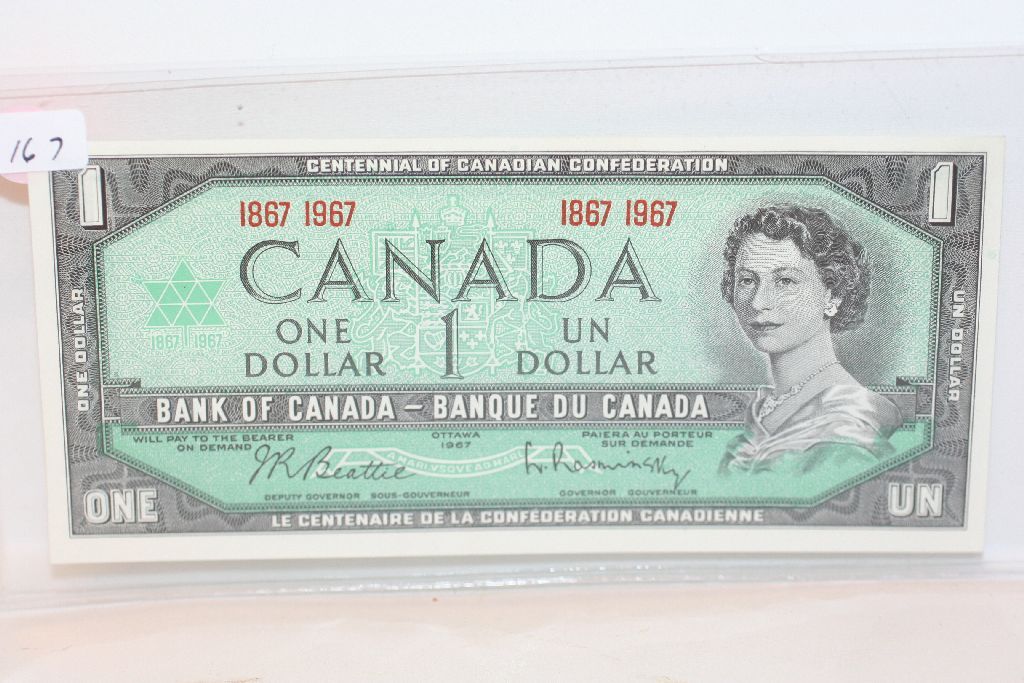 167
CENTENNIAL OF CANADIAN CONFEDERATION
1 1
1867 1967 1867 1967
CANADA
1867 1967
ONE DOLLAR
1
UN DOLLAR
ONE DOLLAR
UN DOLLAR
BANK OF CANADA – BANQUE DU CANADA
WILL PAY TO THE BEARER
ON DEMAND
OTTAWA
1967
PAIERA AU PORTEUR
SUR DEMANDE
JR Beattie
L. Rasminsky
DEPUTY GOVERNOR SOUS-GOUVERNEUR
GOVERNOR GOUVERNEUR
ONE UN
LE CENTENAIRE DE LA CONFÉDÉRATION CANADIENNE